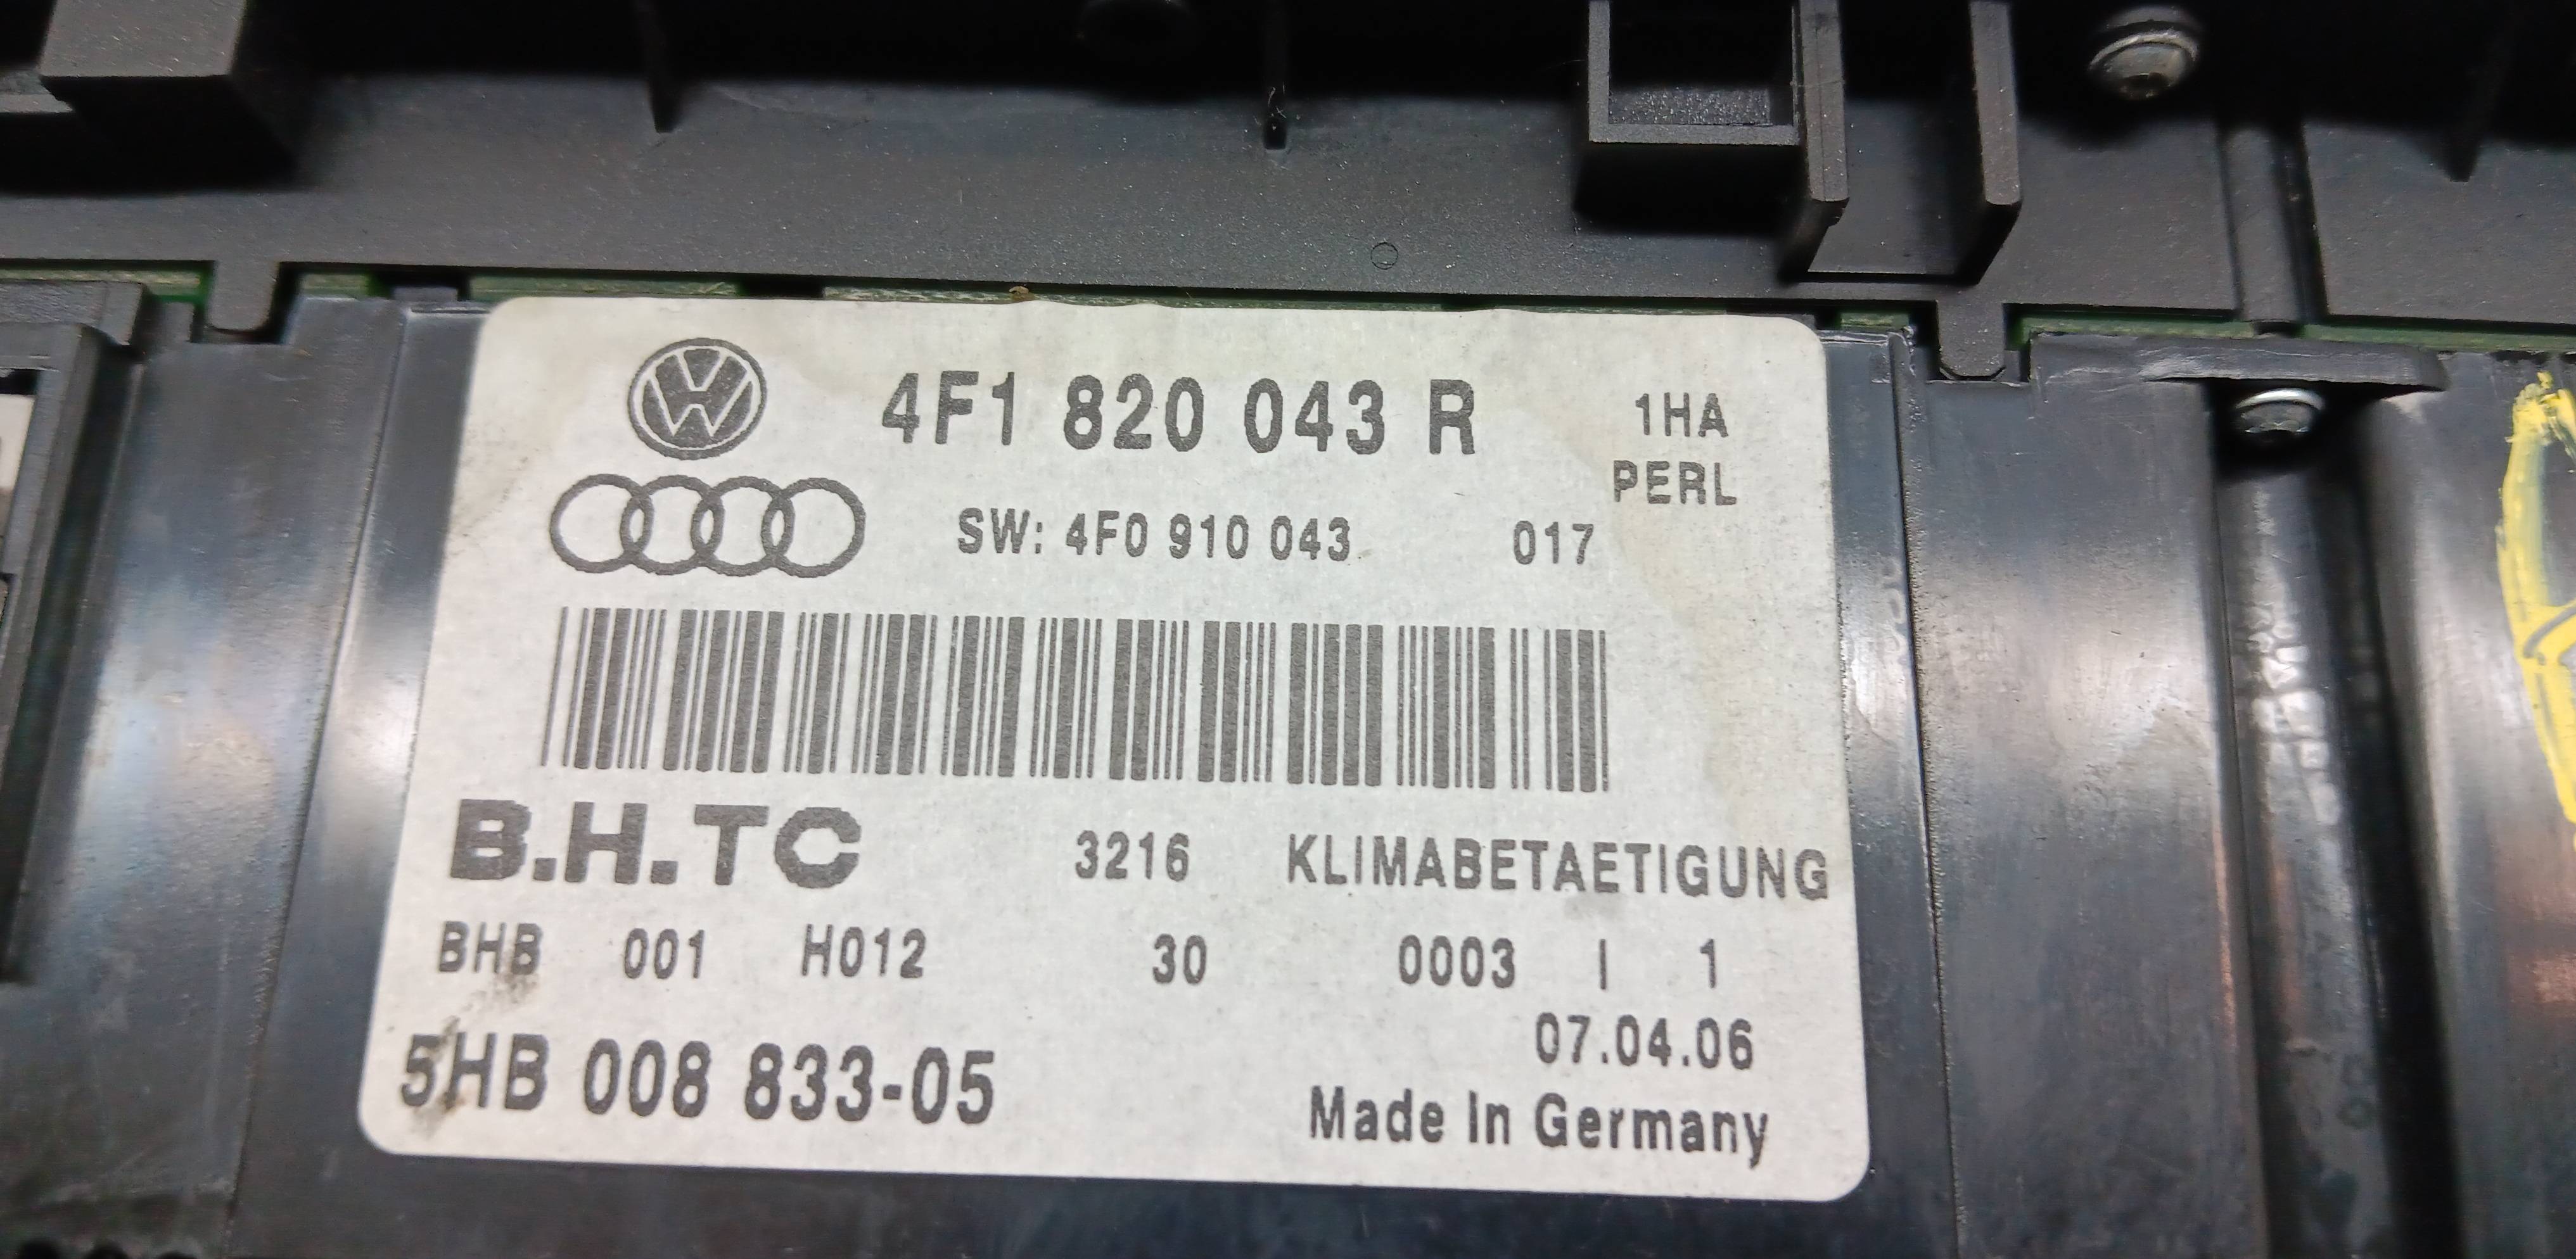 4F1 820 043 R
1HA
PERL
SW: 4F0 910 043 017
B.H.TC 3216 KLIMABETAETIGUNG
BHB 001 H012 30 0003 I 1
07.04.06
5HB 008 833-05
Made In Germany